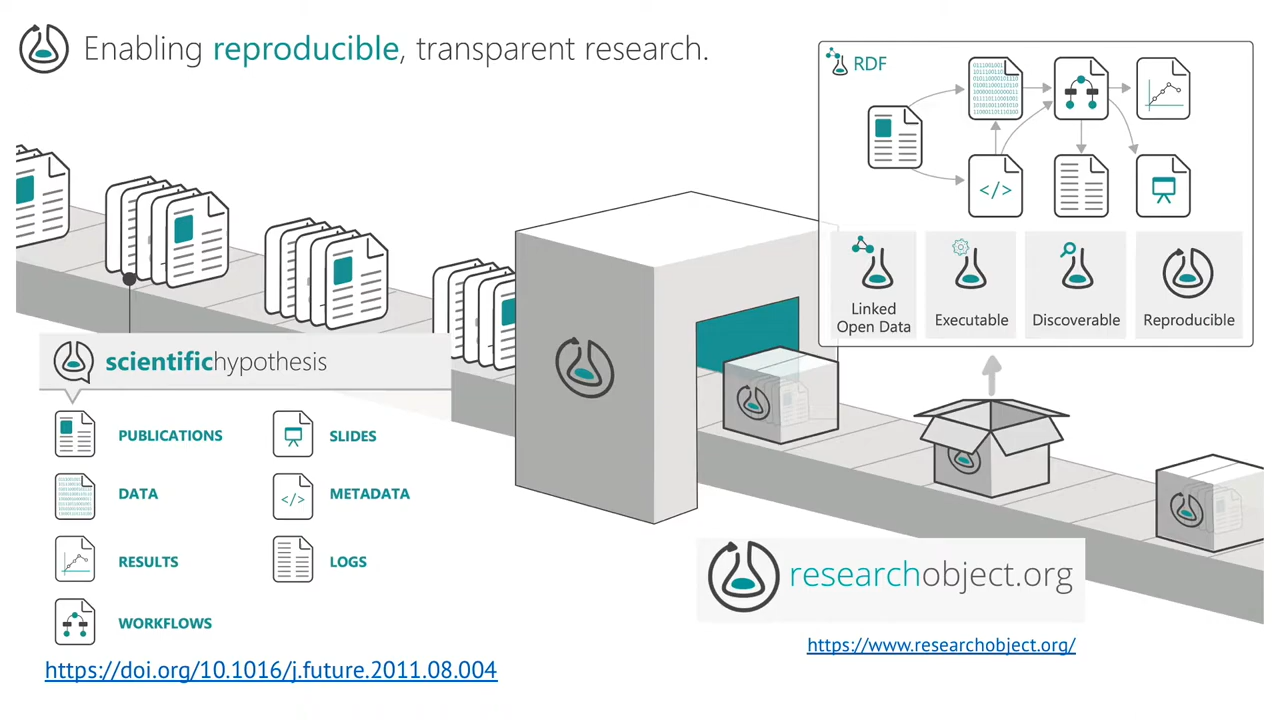 Enabling reproducible, transparent research.
RDF
</>
Linked
Open Data
Executable
Discoverable
Reproducible
scientifichypothesis
PUBLICATIONS
SLIDES
DATA
</>
METADATA
RESULTS
LOGS
WORKFLOWS
https://doi.org/10.1016/j.future.2011.08.004
researchobject.org
https://www.researchobject.org/